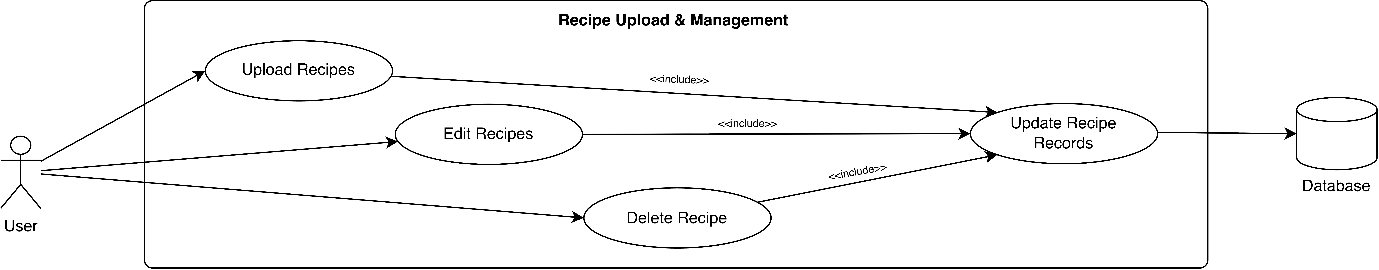 Recipe Upload & Management
Upload Recipes
<<include>>
Edit Recipes
<<include>>
Update Recipe
Records
<<include>>
Delete Recipe
User
Database